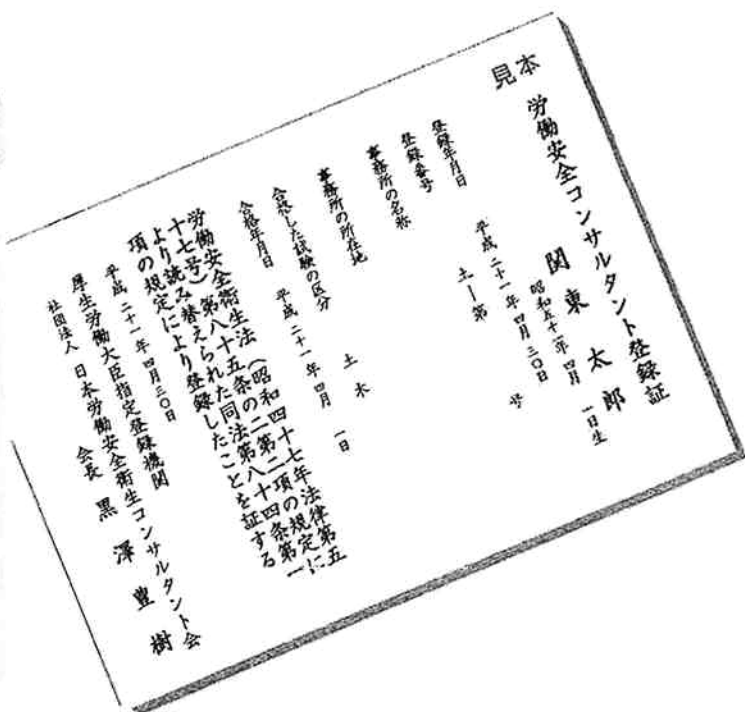 見本
労働安全コンサルタント登録証
関東太郎
昭和五十一年四月 一日生
登録年月日 平成二十一年四月三〇日
登録番号 土ー第 号
事務所の名称
事務所の所在地
合格した試験の区分 土木
合格年月日 平成二十一年四月 一日
労働安全衛生法(昭和四十七年法律第五
十七号)第八十五条の二第二項の規定に
より読み替えられた同法第八十四条第一
項の規定により登録したことを証する
平成二十一年四月三〇日
厚生労働大臣指定登録機関
社団法人 日本労働安全衛生コンサルタント会
会長 黒澤豊樹